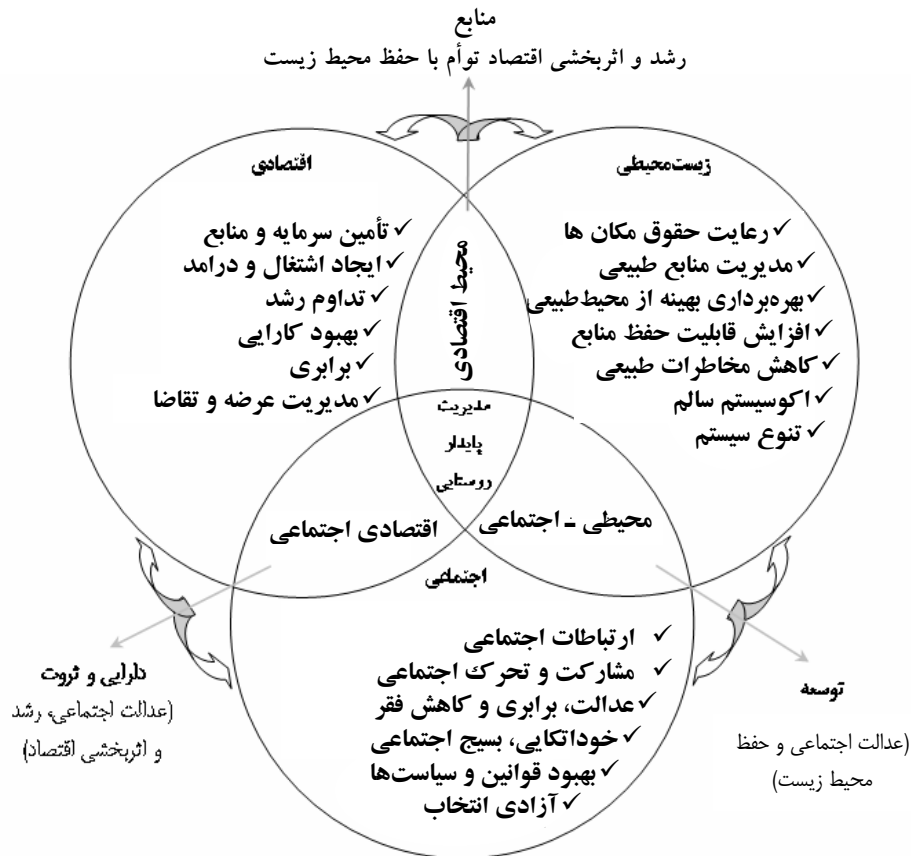 منابع
رشد و اثربخشی اقتصاد توأم با حفظ محیط زیست
زیست‌محیطی
✓رعایت حقوق مکان ها
✓مدیریت منابع طبیعی
✓بهره‌برداری بهینه از محیط‌طبیعی
✓افزایش قابلیت حفظ منابع
✓کاهش مخاطرات طبیعی
✓اکوسیستم سالم
✓تنوع سیستم
اقتصادی
✓تأمین سرمایه و منابع
✓ایجاد اشتغال و درامد
✓تداوم رشد
✓بهبود کارایی
✓برابری
✓مدیریت عرضه و تقاضا
محیط اقتصادی
مدیریت
پایدار
روستایی
محیطی - اجتماعی
اقتصادی اجتماعی
اجتماعی
✓ ارتباطات اجتماعی
✓ مشارکت و تحرک اجتماعی
✓عدالت، برابری و کاهش فقر
✓خوداتکایی، بسیج اجتماعی
✓بهبود قوانین و سیاست‌ها
✓آزادی انتخاب
توسعه
(عدالت اجتماعی و حفظ
محیط زیست)
دارایی و ثروت
(عدالت اجتماعی، رشد
و اثربخشی اقتصاد)